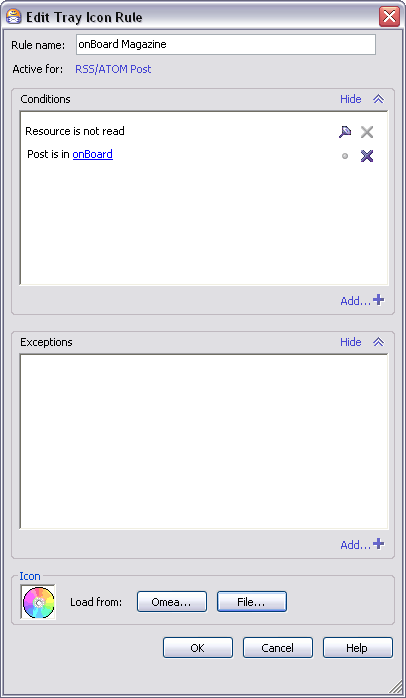 Edit Tray Icon Rule
Rule name: onBoard Magazine
Active for: RSS/ATOM Post
Conditions Hide
Resource is not read
Post is in onBoard
Add...
Exceptions Hide
Add...
Icon
Load from: Omea... File...
OK Cancel Help